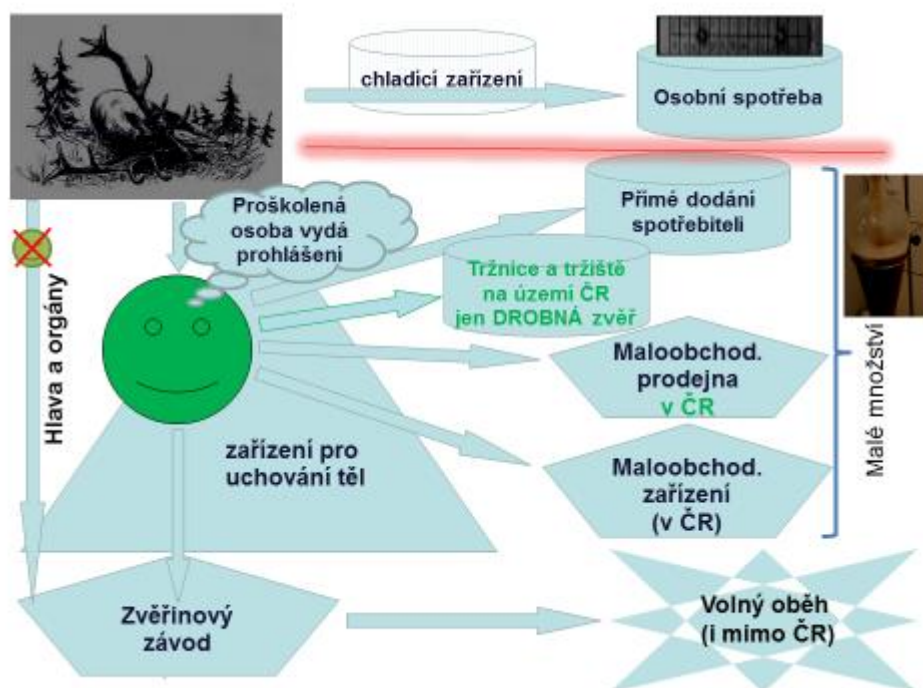 chladicí zařízení
Osobní spotřeba
Proškolená
osoba vydá
prohlášení
Přímé dodání
spotřebiteli
Tržnice a tržiště
na území ČR
jen DROBNÁ zvěř
Hlava a orgány
Maloobchod.
prodejna
v ČR
Malé množství
zařízení pro
uchování těl
Maloobchod.
zařízení
(v ČR)
Zvěřinový
závod
Volný oběh
(i mimo ČR)